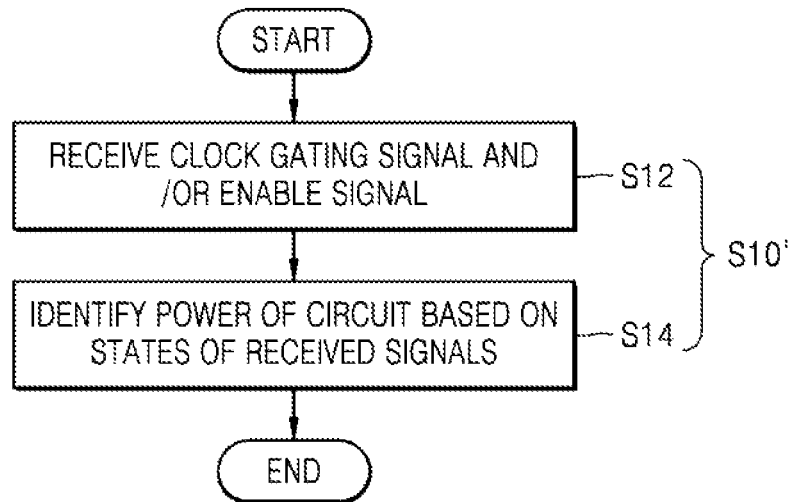 START
RECEIVE CLOCK GATING SIGNAL AND
/OR ENABLE SIGNAL
S12
S10'
IDENTIFY POWER OF CIRCUIT BASED ON
STATES OF RECEIVED SIGNALS
S14
END